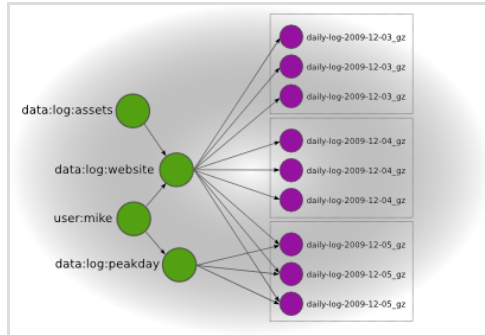 data:log:assets
data:log:website
user:mike
data:log:peakday
daily-log-2009-12-03_gz
daily-log-2009-12-03_gz
daily-log-2009-12-03_gz
daily-log-2009-12-04_gz
daily-log-2009-12-04_gz
daily-log-2009-12-04_gz
daily-log-2009-12-05_gz
daily-log-2009-12-05_gz
daily-log-2009-12-05_gz